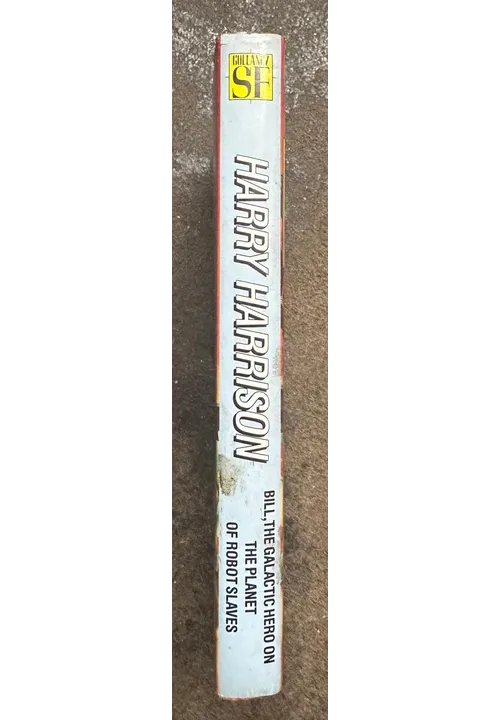 GOLLANCZ
SF
HARRY HARRISON
BILL, THE GALACTIC HERO ON
THE PLANET
OF ROBOT SLAVES